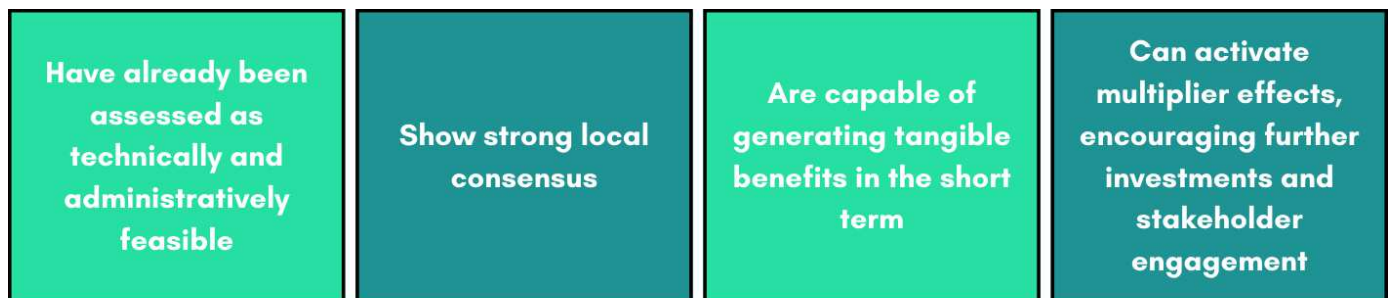 Have already been
assessed as
technically and
administratively
feasible
Show strong local
consensus
Are capable of
generating tangible
benefits in the short
term
Can activate
multiplier effects,
encouraging further
investments and
stakeholder
engagement